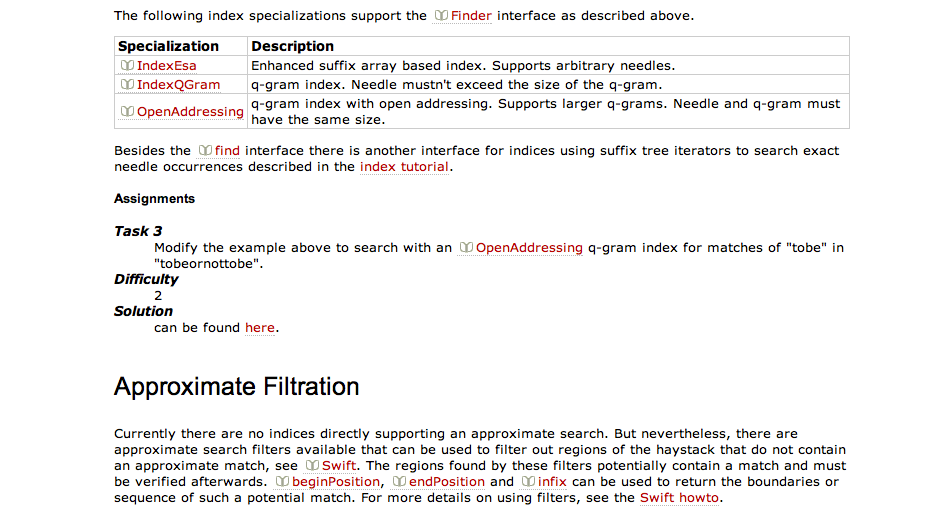 The following index specializations support the Finder interface as described above.
Specialization Description
IndexEsa Enhanced suffix array based index. Supports arbitrary needles.
IndexQGram q-gram index. Needle mustn't exceed the size of the q-gram.
OpenAddressing q-gram index with open addressing. Supports larger q-grams. Needle and q-gram must
have the same size.
Besides the find interface there is another interface for indices using suffix tree iterators to search exact
needle occurrences described in the index tutorial.
Assignments
Task 3
Modify the example above to search with an OpenAddressing q-gram index for matches of "tobe" in
"tobeornottobe".
Difficulty
2
Solution
can be found here.
Approximate Filtration
Currently there are no indices directly supporting an approximate search. But nevertheless, there are
approximate search filters available that can be used to filter out regions of the haystack that do not contain
an approximate match, see Swift. The regions found by these filters potentially contain a match and must
be verified afterwards. beginPosition, endPosition and infix can be used to return the boundaries or
sequence of such a potential match. For more details on using filters, see the Swift howto.